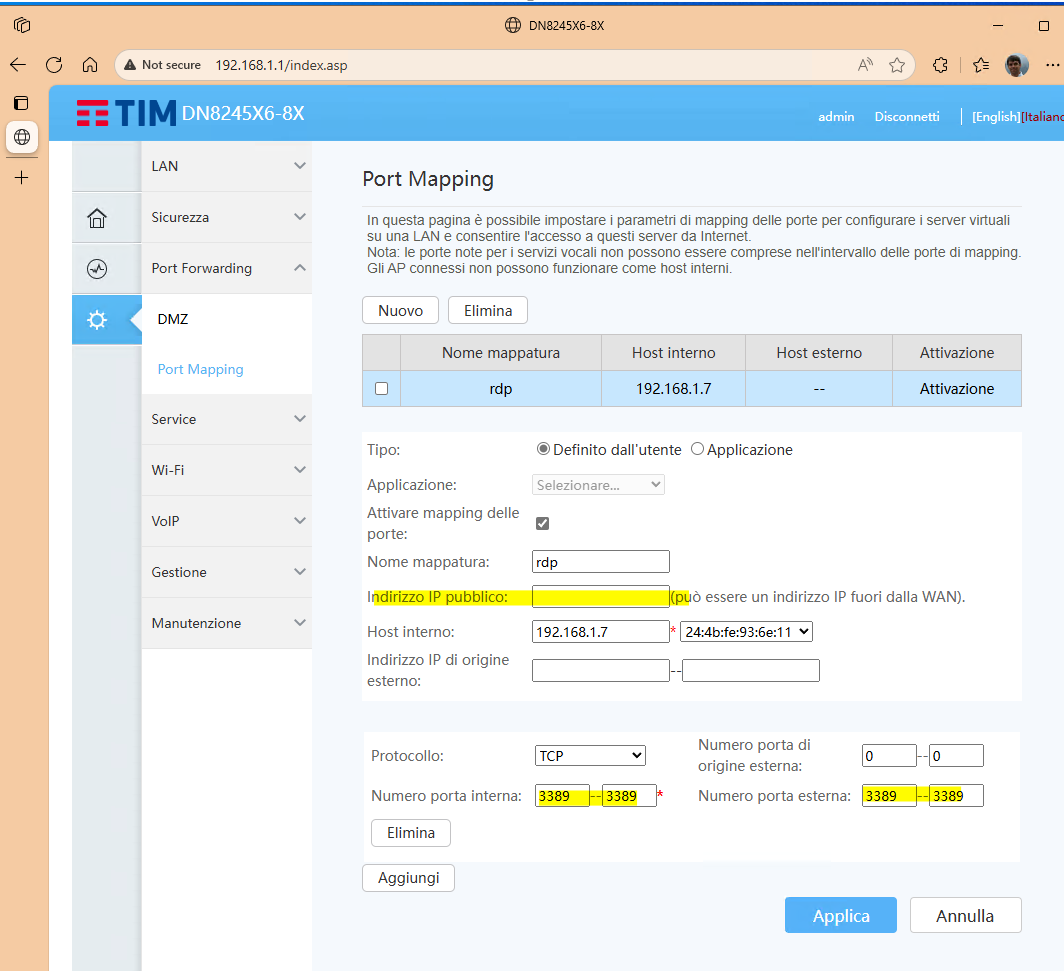 DN8245X6-8X
Not secure 192.168.1.1/index.asp
TIM DN8245X6-8X
admin Disconnetti [English][Italiano
LAN
Sicurezza
Port Forwarding
DMZ
Port Mapping
Service
Wi-Fi
VoIP
Gestione
Manutenzione
Port Mapping
In questa pagina è possibile impostare i parametri di mapping delle porte per configurare i server virtuali
su una LAN e consentire l'accesso a questi server da Internet.
Nota: le porte note per i servizi vocali non possono essere comprese nell'intervallo delle porte di mapping.
Gli AP connessi non possono funzionare come host interni.
Nuovo Elimina
Nome mappatura Host interno Host esterno Attivazione
rdp 192.168.1.7 -- Attivazione
Tipo: Definito dall'utente Applicazione
Applicazione: Selezionare...
Attivare mapping delle
porte:
Nome mappatura: rdp
Indirizzo IP pubblico: (può essere un indirizzo IP fuori dalla WAN).
Host interno: 192.168.1.7 * 24:4b:fe:93:6e:11
Indirizzo IP di origine
esterno: --
Protocollo: TCP
Numero porta di
origine esterna: 0 -- 0
Numero porta interna: 3389 -- 3389 *
Numero porta esterna: 3389 -- 3389
Elimina
Aggiungi
Applica Annulla